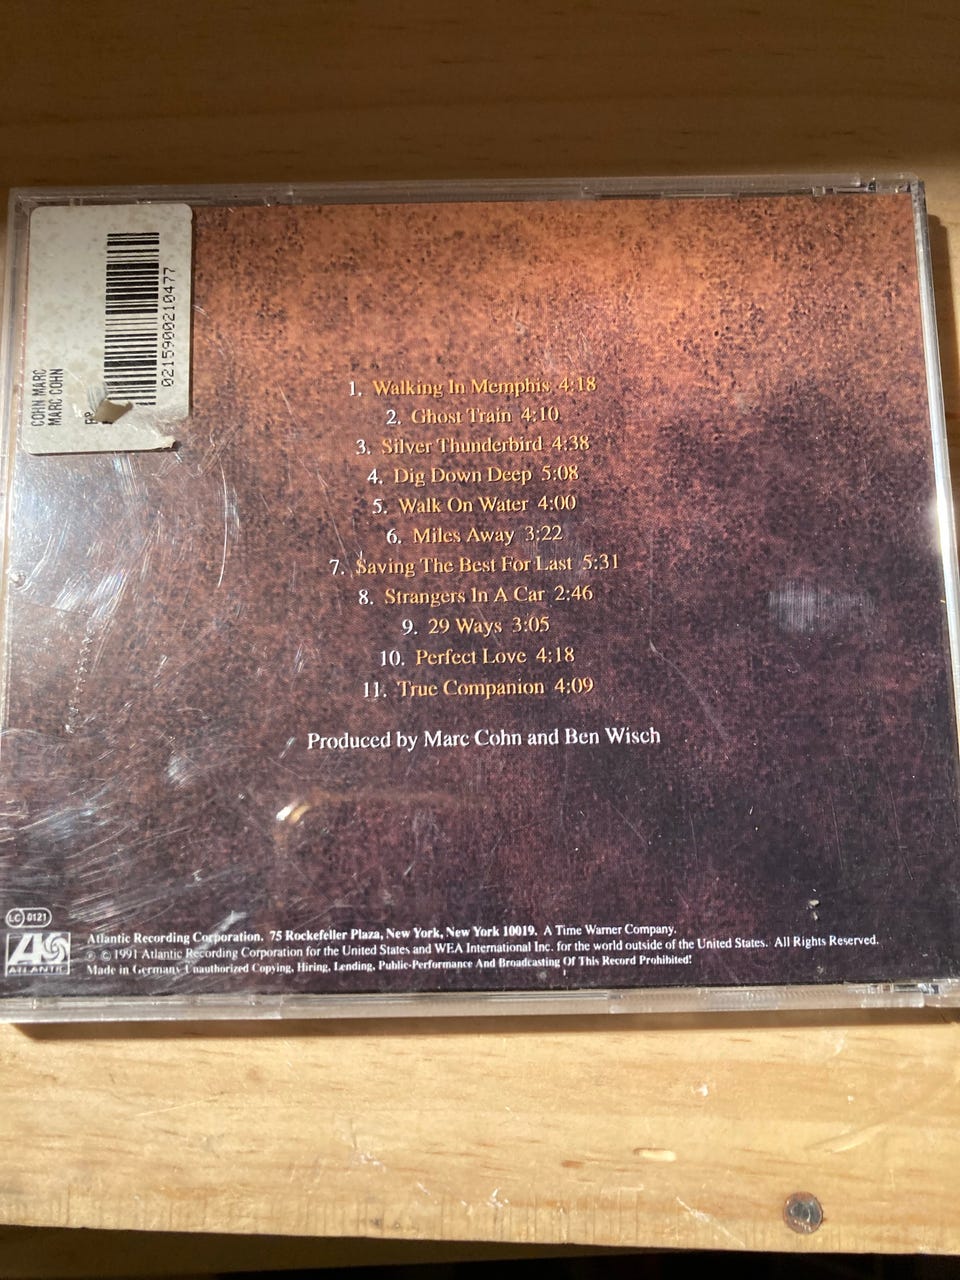 COHN MARC
MARC COHN
0215900210477
1. Walking In Memphis 4:18
2. Ghost Train 4:10
3. Silver Thunderbird 4:38
4. Dig Down Deep 5:08
5. Walk On Water 4:00
6. Miles Away 3:22
7. Saving The Best For Last 5:31
8. Strangers In A Car 2:46
9. 29 Ways 3:05
10. Perfect Love 4:18
11. True Companion 4:09
Produced by Marc Cohn and Ben Wisch
LC 0121
ATLANTIC
Atlantic Recording Corporation. 75 Rockefeller Plaza, New York, New York 10019. A Time Warner Company.
℗ © 1991 Atlantic Recording Corporation for the United States and WEA International Inc. for the world outside of the United States. All Rights Reserved.
Made in Germany Unauthorized Copying, Hiring, Lending, Public-Performance And Broadcasting Of This Record Prohibited!